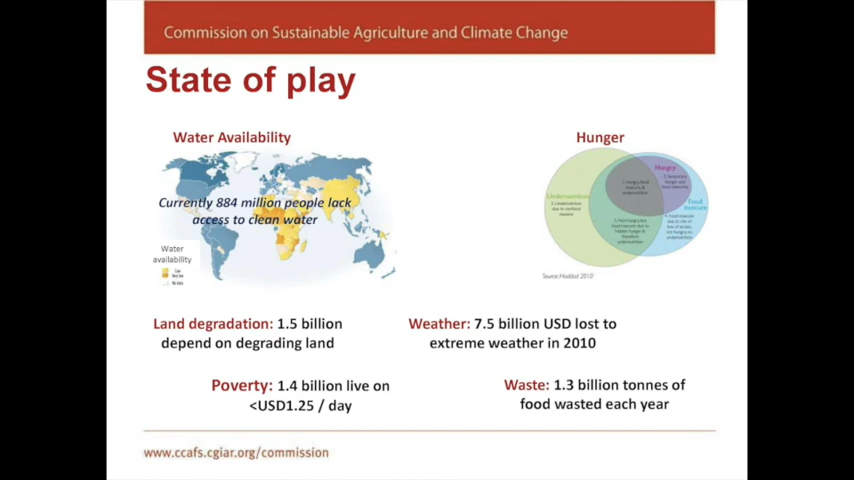 Commission on Sustainable Agriculture and Climate Change
State of play
Water Availability
Currently 884 million people lack
access to clean water
Water
availability
Hunger
Undernutrition
Hungry
Food
insecure
Source: Haddad 2010
Land degradation: 1.5 billion
depend on degrading land
Weather: 7.5 billion USD lost to
extreme weather in 2010
Poverty: 1.4 billion live on
<USD1.25 / day
Waste: 1.3 billion tonnes of
food wasted each year
www.ccafs.cgiar.org/commission